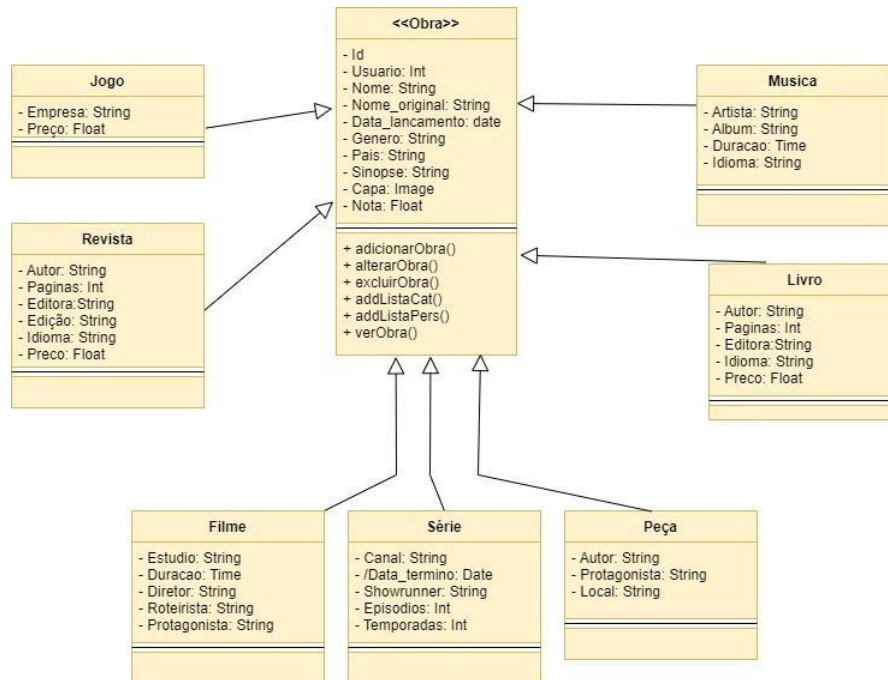 <<Obra>>
- Id
- Usuario: Int
- Nome: String
- Nome_original: String
- Data_lancamento: date
- Genero: String
- Pais: String
- Sinopse: String
- Capa: Image
- Nota: Float
+ adicionarObra()
+ alterarObra()
+ excluirObra()
+ addListaCat()
+ addListaPers()
+ verObra()
Jogo
- Empresa: String
- Preço: Float
Musica
- Artista: String
- Album: String
- Duracao: Time
- Idioma: String
Revista
- Autor: String
- Paginas: Int
- Editora:String
- Edição: String
- Idioma: String
- Preco: Float
Livro
- Autor: String
- Paginas: Int
- Editora:String
- Idioma: String
- Preco: Float
Filme
- Estudio: String
- Duracao: Time
- Diretor: String
- Roteirista: String
- Protagonista: String
Série
- Canal: String
- /Data_termino: Date
- Showrunner: String
- Episodios: Int
- Temporadas: Int
Peça
- Autor: String
- Protagonista: String
- Local: String